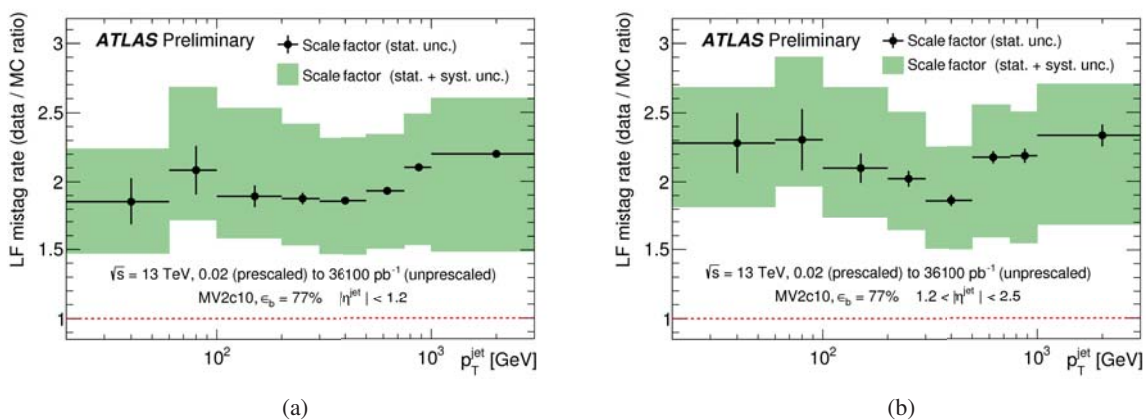 LF mistag rate (data / MC ratio)
3
2.5
2
1.5
1
ATLAS Preliminary
Scale factor (stat. unc.)
Scale factor (stat. + syst. unc.)
√s = 13 TeV, 0.02 (prescaled) to 36100 pb⁻¹ (unprescaled)
MV2c10, ϵ_b = 77% |η^jet| < 1.2
10² 10³
p_T^jet [GeV]
(a)
LF mistag rate (data / MC ratio)
3
2.5
2
1.5
1
ATLAS Preliminary
Scale factor (stat. unc.)
Scale factor (stat. + syst. unc.)
√s = 13 TeV, 0.02 (prescaled) to 36100 pb⁻¹ (unprescaled)
MV2c10, ϵ_b = 77% 1.2 < |η^jet| < 2.5
10² 10³
p_T^jet [GeV]
(b)